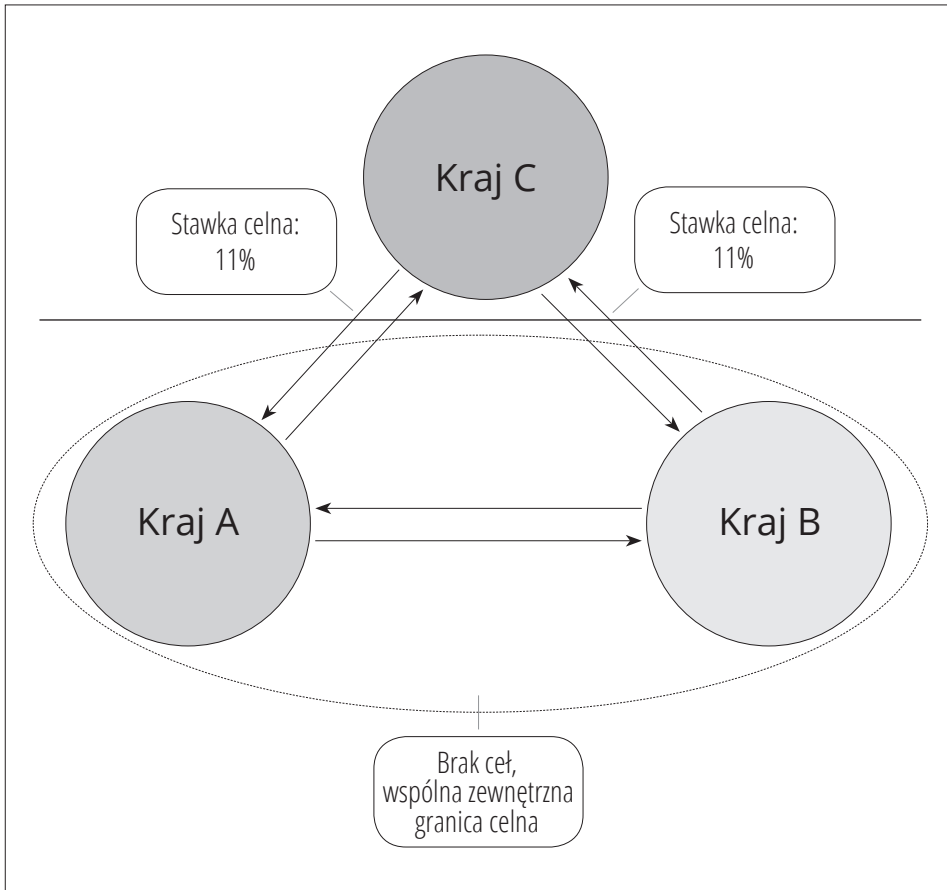 Kraj C
Stawka celna:
11%
Stawka celna:
11%
Kraj A
Kraj B
Brak ceł,
wspólna zewnętrzna
granica celna